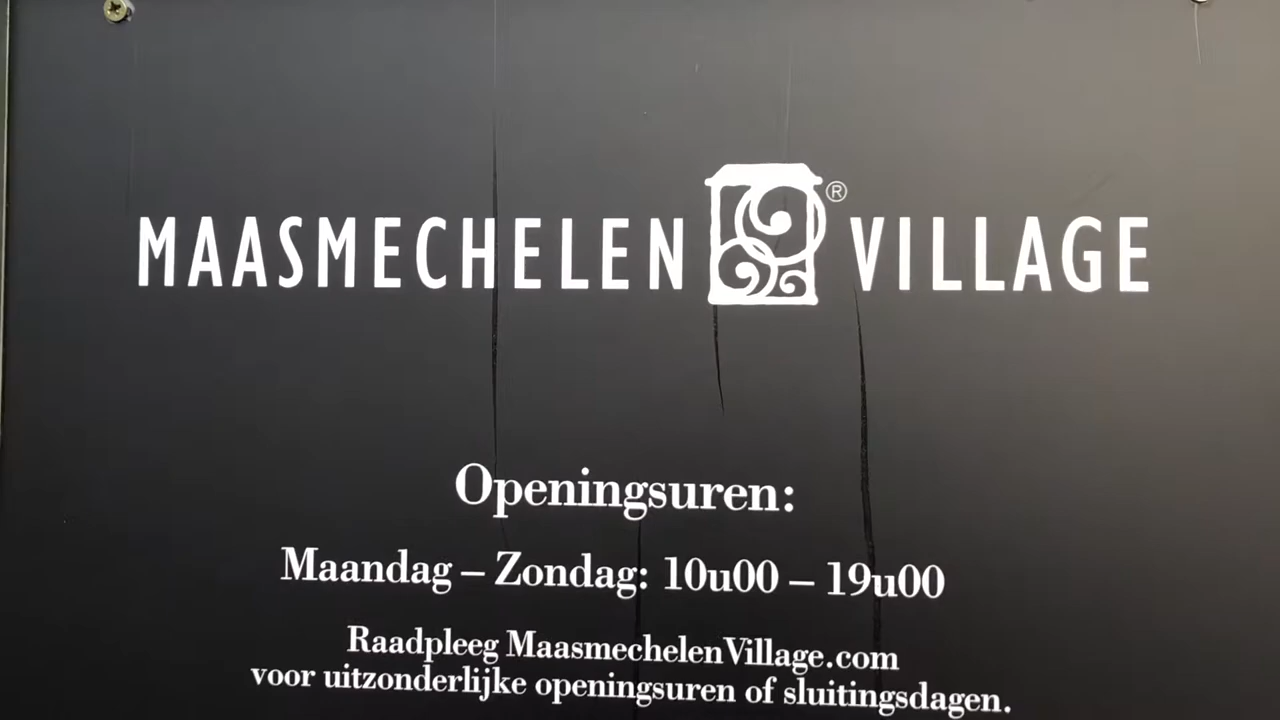 MAASMECHELEN ® VILLAGE
Openingsuren:
Maandag – Zondag: 10u00 – 19u00
Raadpleeg MaasmechelenVillage.com
voor uitzonderlijke openingsuren of sluitingsdagen.